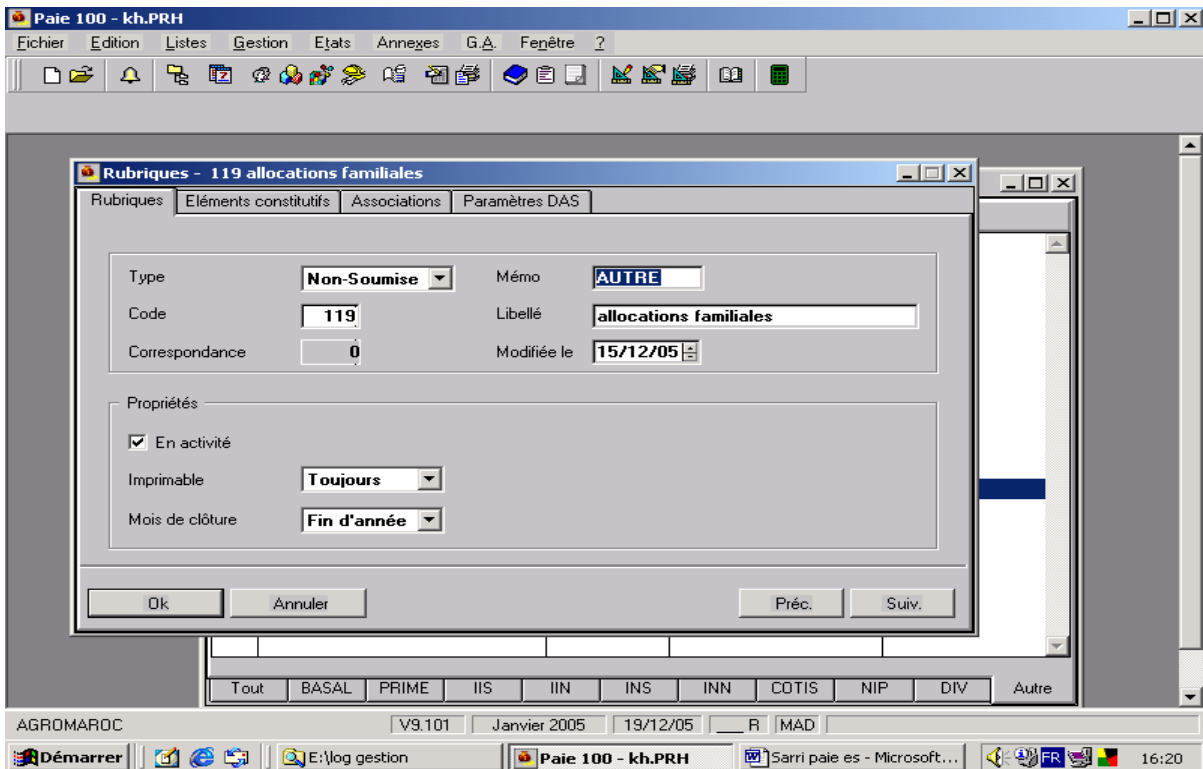 Paie 100 - kh.PRH
Fichier Edition Listes Gestion Etats Annexes G.A. Fenêtre ?
Rubriques - 119 allocations familiales
Rubriques Eléments constitutifs Associations Paramètres DAS
Type Non-Soumise Mémo AUTRE
Code 119 Libellé allocations familiales
Correspondance 0 Modifiée le 15/12/05
Propriétés
En activité
Imprimable Toujours
Mois de clôture Fin d'année
Ok Annuler Préc. Suiv.
Tout BASAL PRIME IIS IIN INS INN COTIS NIP DIV Autre
AGROMAROC V9.101 Janvier 2005 19/12/05 ___ R MAD
Démarrer E:\log gestion Paie 100 - kh.PRH Sarri paie es - Microsoft... FR 16:20